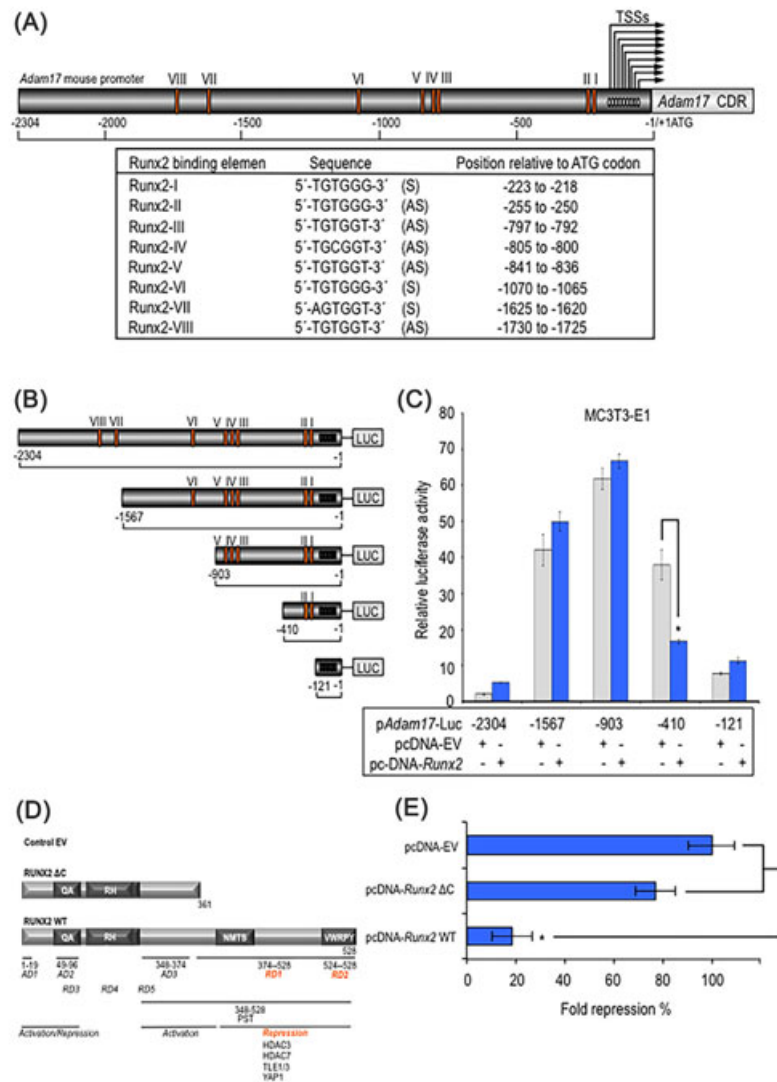 (A)
TSSs
Adam17 mouse promoter VIII VII VI V IV III II I
Adam17 CDR
-2304 -2000 -1500 -1000 -500 -1/+1ATG
Runx2 binding elemen Sequence Position relative to ATG codon
Runx2-I 5´-TGTGGG-3´ (S) -223 to -218
Runx2-II 5´-TGTGGG-3´ (AS) -255 to -250
Runx2-III 5´-TGTGGT-3´ (AS) -797 to -792
Runx2-IV 5´-TGCGGT-3´ (AS) -805 to -800
Runx2-V 5´-TGTGGT-3´ (AS) -841 to -836
Runx2-VI 5´-TGTGGG-3´ (S) -1070 to -1065
Runx2-VII 5´-AGTGGT-3´ (S) -1625 to -1620
Runx2-VIII 5´-TGTGGT-3´ (AS) -1730 to -1725
(B)
VIII VII VI V IV III II I
LUC
-2304 -1
VI V IV III II I
LUC
-1567 -1
V IV III II I
LUC
-903 -1
II I
LUC
-410 -1
LUC
-121 -1
(C)
MC3T3-E1
Relative luciferase activity
80
70
60
50
40
30
20
10
0
*
pAdam17-Luc -2304 -1567 -903 -410 -121
pcDNA-EV + - + - + - + - + -
pc-DNA-Runx2 - + - + - + - + - +
(D)
Control EV
RUNX2 ΔC
QA RH
361
RUNX2 WT
QA RH NMTS VWRPY
528
1-19 49-96 348-374 374–528 524–528
AD1 AD2 AD3 RD1 RD2
RD3 RD4 RD5
348-528
PST
Activation/Repression Activation Repression
HDAC3
HDAC7
TLE1/3
YAP1
(E)
pcDNA-EV
pcDNA-Runx2 ΔC
pcDNA-Runx2 WT
*
0 20 40 60 80 100
Fold repression %